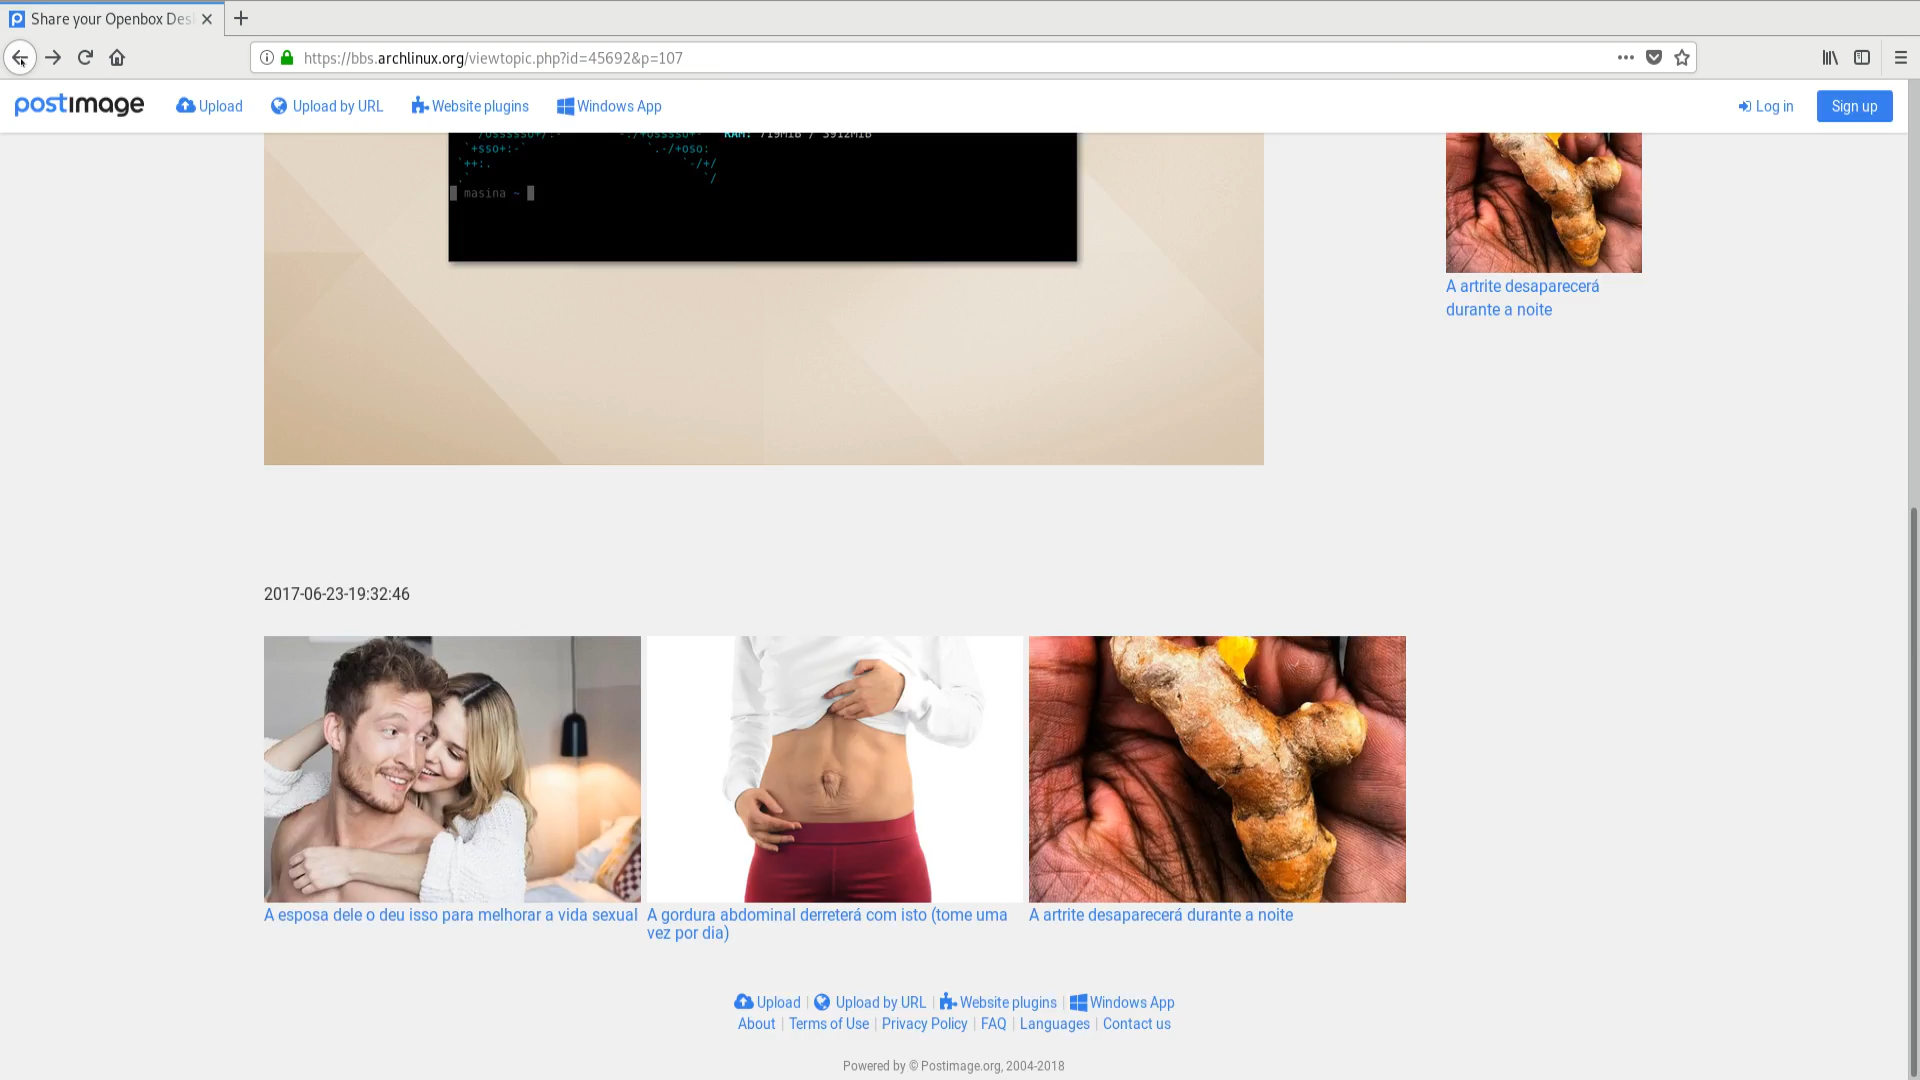 Share your Openbox Des
https://bbs.archlinux.org/viewtopic.php?id=45692&p=107
postimage
Upload
Upload by URL
Website plugins
Windows App
Log in
Sign up
RAM: 719MiB / 3912MiB
masina ~
A artrite desaparecerá
durante a noite
2017-06-23-19:32:46
A esposa dele o deu isso para melhorar a vida sexual
A gordura abdominal derreterá com isto (tome uma
vez por dia)
A artrite desaparecerá durante a noite
Upload | Upload by URL | Website plugins | Windows App
About | Terms of Use | Privacy Policy | FAQ | Languages | Contact us
Powered by © Postimage.org, 2004-2018